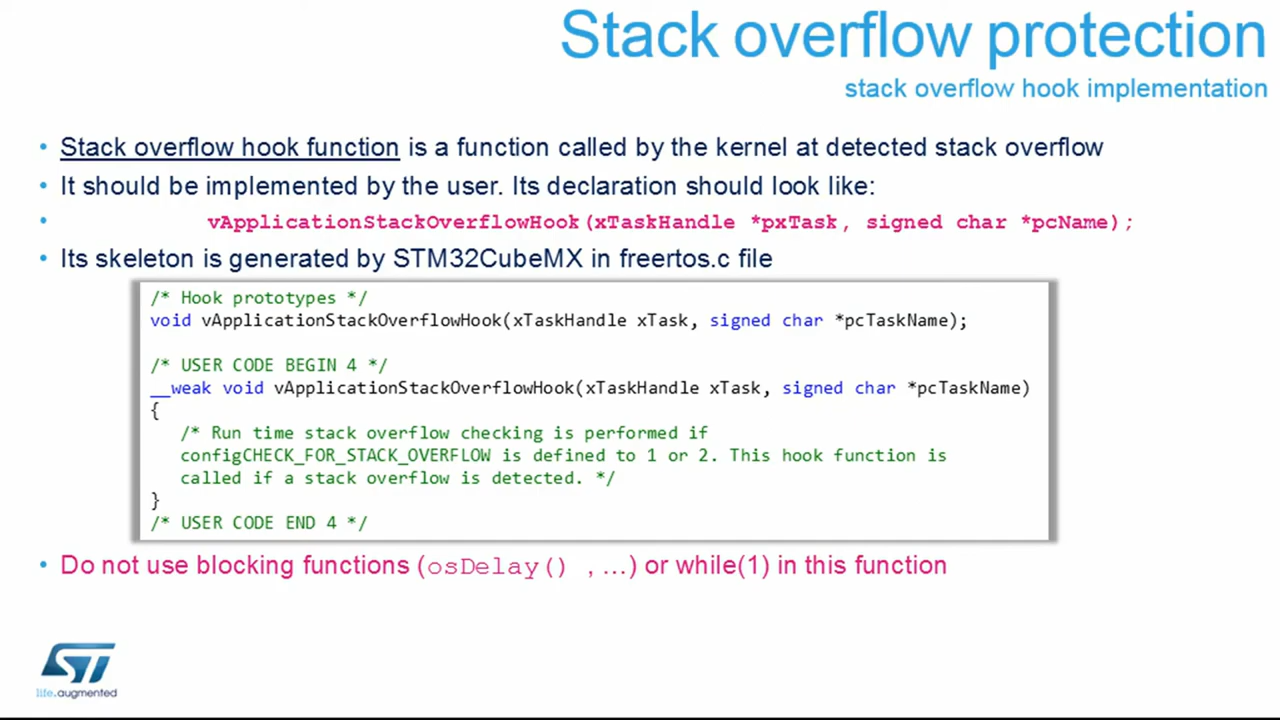 Stack overflow protection
stack overflow hook implementation
• Stack overflow hook function is a function called by the kernel at detected stack overflow
• It should be implemented by the user. Its declaration should look like:
• vApplicationStackOverflowHook(xTaskHandle *pxTask, signed char *pcName);
• Its skeleton is generated by STM32CubeMX in freertos.c file
/* Hook prototypes */
void vApplicationStackOverflowHook(xTaskHandle xTask, signed char *pcTaskName);
/* USER CODE BEGIN 4 */
__weak void vApplicationStackOverflowHook(xTaskHandle xTask, signed char *pcTaskName)
{
/* Run time stack overflow checking is performed if
configCHECK_FOR_STACK_OVERFLOW is defined to 1 or 2. This hook function is
called if a stack overflow is detected. */
}
/* USER CODE END 4 */
• Do not use blocking functions (osDelay() , …) or while(1) in this function
ST
life.augmented